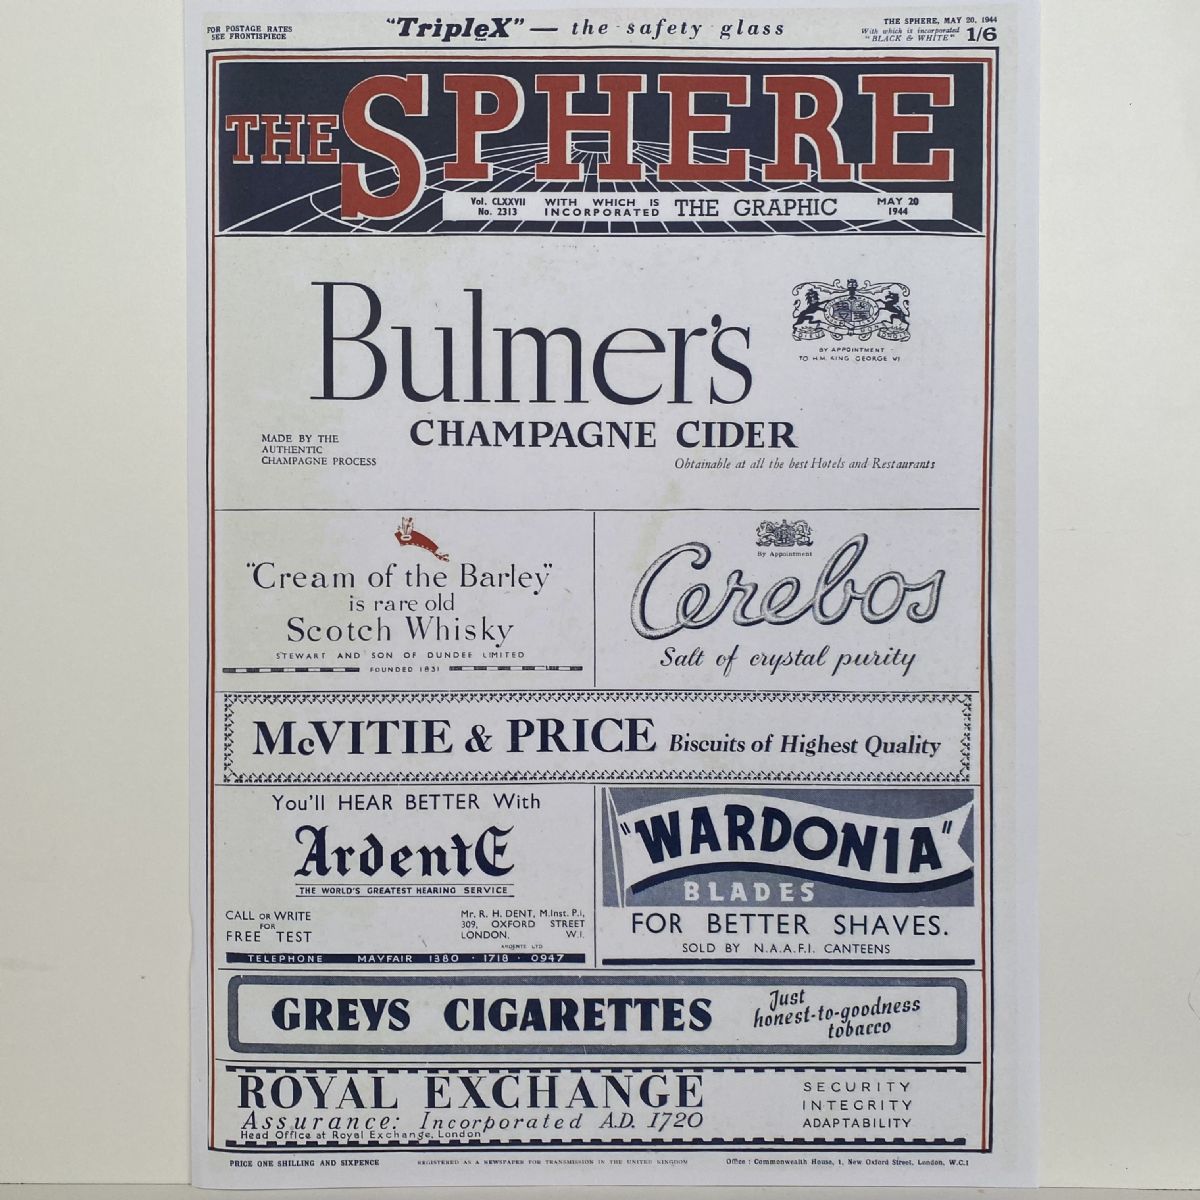 FOR POSTAGE RATES
SEE FRONTISPIECE
"TripleX" — the safety glass
THE SPHERE, MAY 20, 1944
With which is incorporated
"BLACK & WHITE"
1/6
THE SPHERE
Vol. CLXXVII
No. 2313
WITH WHICH IS
INCORPORATED
THE GRAPHIC
MAY 20
1944
Bulmer's
BY APPOINTMENT
TO H.M. KING GEORGE VI
CHAMPAGNE CIDER
MADE BY THE
AUTHENTIC
CHAMPAGNE PROCESS
Obtainable at all the best Hotels and Restaurants
"Cream of the Barley"
is rare old
Scotch Whisky
STEWART AND SON OF DUNDEE LIMITED
FOUNDED 1831
By Appointment
Cerebos
Salt of crystal purity
McVITIE & PRICE Biscuits of Highest Quality
You'll HEAR BETTER With
ArdentE
THE WORLD'S GREATEST HEARING SERVICE
CALL OR WRITE
FOR
FREE TEST
Mr. R. H. DENT, M.Inst. P.I,
309, OXFORD STREET
LONDON, W.I.
ARDENTE LTD
TELEPHONE MAYFAIR 1380 · 1718 · 0947
"WARDONIA"
BLADES
FOR BETTER SHAVES.
SOLD BY N.A.A.F.I. CANTEENS
GREYS CIGARETTES
Just
honest-to-goodness
tobacco
ROYAL EXCHANGE
Assurance: Incorporated A.D. 1720
Head Office at Royal Exchange, London
SECURITY
INTEGRITY
ADAPTABILITY
PRICE ONE SHILLING AND SIXPENCE
REGISTERED AS A NEWSPAPER FOR TRANSMISSION IN THE UNITED KINGDOM
Office : Commonwealth House, 1, New Oxford Street, London, W.C.1